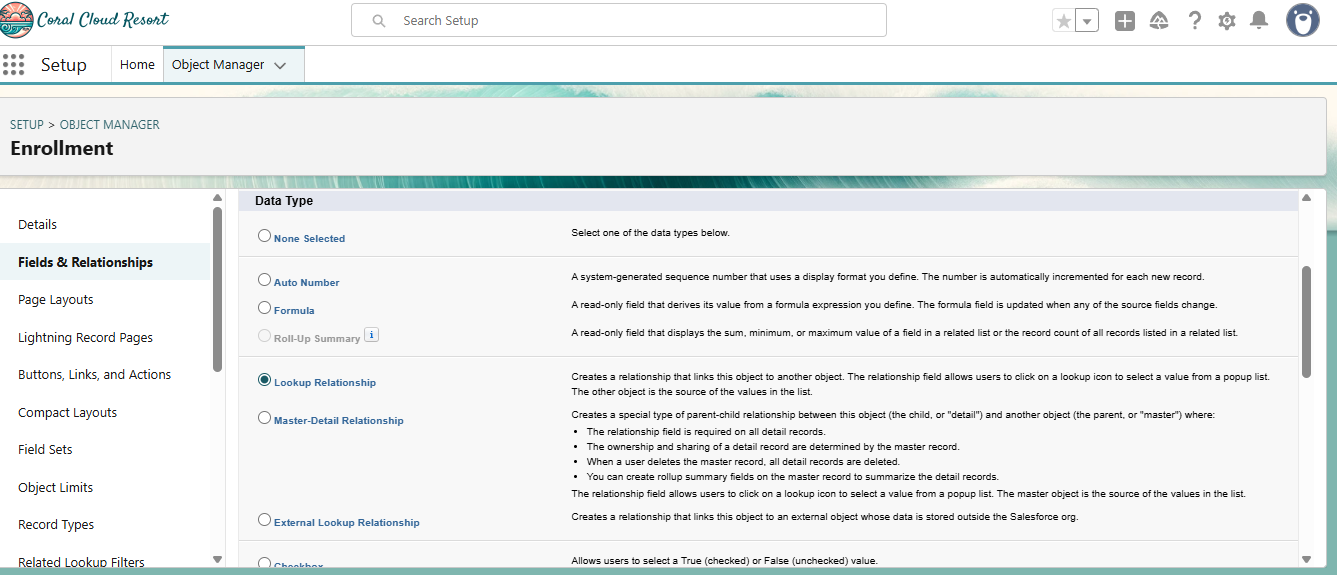 Coral Cloud Resort
Search Setup
Setup
Home
Object Manager
SETUP > OBJECT MANAGER
Enrollment
Details
Fields & Relationships
Page Layouts
Lightning Record Pages
Buttons, Links, and Actions
Compact Layouts
Field Sets
Object Limits
Record Types
Related Lookup Filters
Data Type
None Selected
Select one of the data types below.
Auto Number
A system-generated sequence number that uses a display format you define. The number is automatically incremented for each new record.
Formula
A read-only field that derives its value from a formula expression you define. The formula field is updated when any of the source fields change.
Roll-Up Summary i
A read-only field that displays the sum, minimum, or maximum value of a field in a related list or the record count of all records listed in a related list.
Lookup Relationship
Creates a relationship that links this object to another object. The relationship field allows users to click on a lookup icon to select a value from a popup list.
The other object is the source of the values in the list.
Master-Detail Relationship
Creates a special type of parent-child relationship between this object (the child, or "detail") and another object (the parent, or "master") where:
• The relationship field is required on all detail records.
• The ownership and sharing of a detail record are determined by the master record.
• When a user deletes the master record, all detail records are deleted.
• You can create rollup summary fields on the master record to summarize the detail records.
The relationship field allows users to click on a lookup icon to select a value from a popup list. The master object is the source of the values in the list.
External Lookup Relationship
Creates a relationship that links this object to an external object whose data is stored outside the Salesforce org.
Checkbox
Allows users to select a True (checked) or False (unchecked) value.